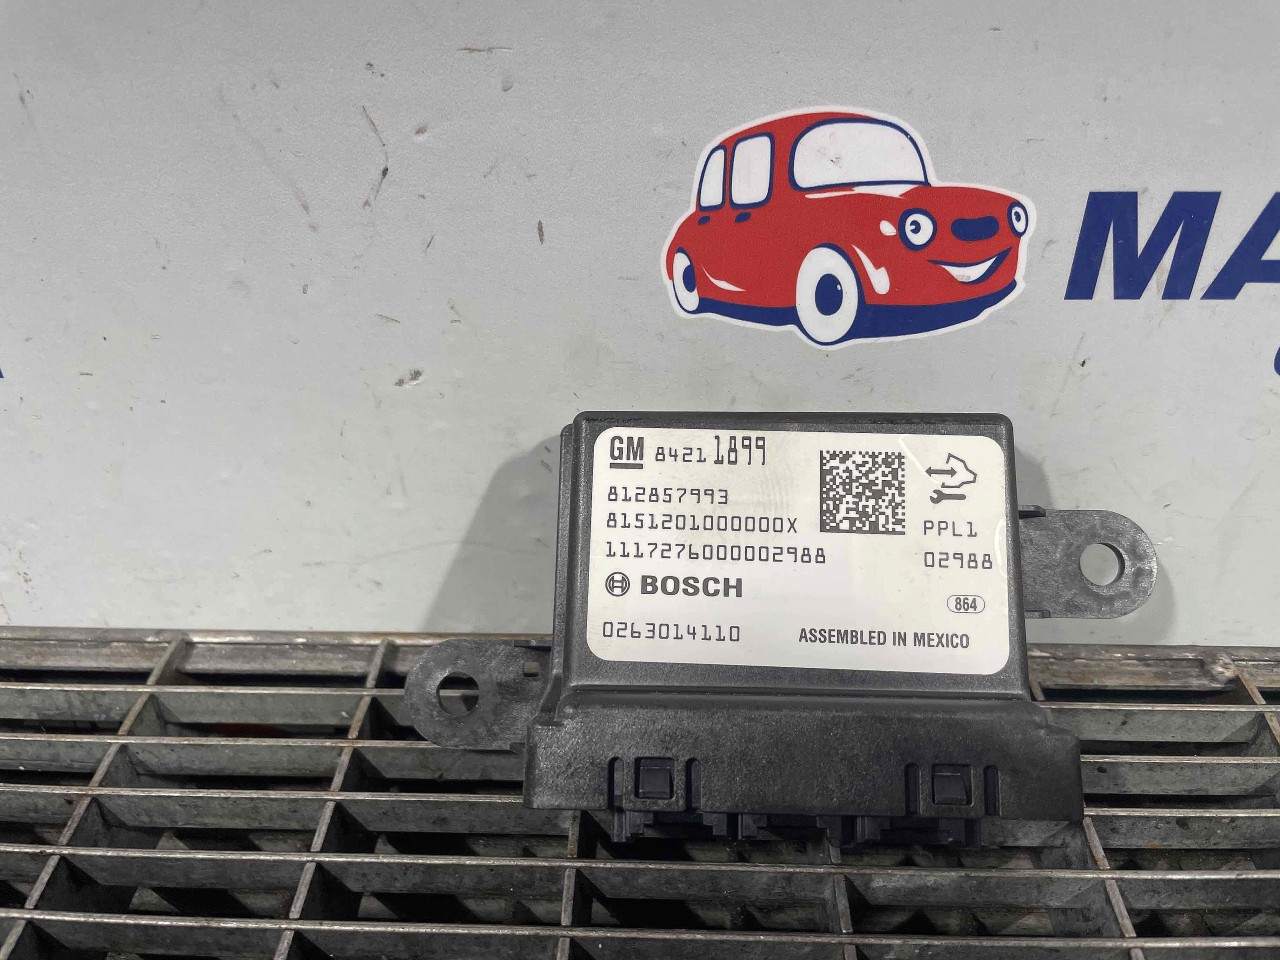 MA
GM 84211899
812857993
8151201000000X
1117276000002988
PPL1
02988
BOSCH
864
0263014110
ASSEMBLED IN MEXICO